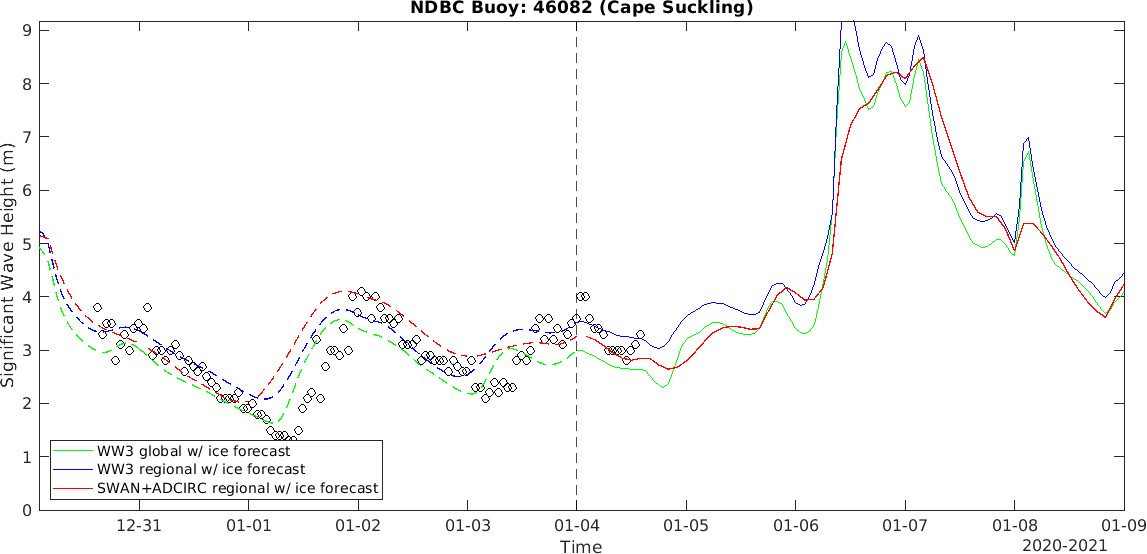 NDBC Buoy: 46082 (Cape Suckling)
9
8
7
6
5
4
3
2
1
0
Significant Wave Height (m)
WW3 global w/ ice forecast
WW3 regional w/ ice forecast
SWAN+ADCIRC regional w/ ice forecast
12-31 01-01 01-02 01-03 01-04 01-05 01-06 01-07 01-08 01-09
Time
2020-2021